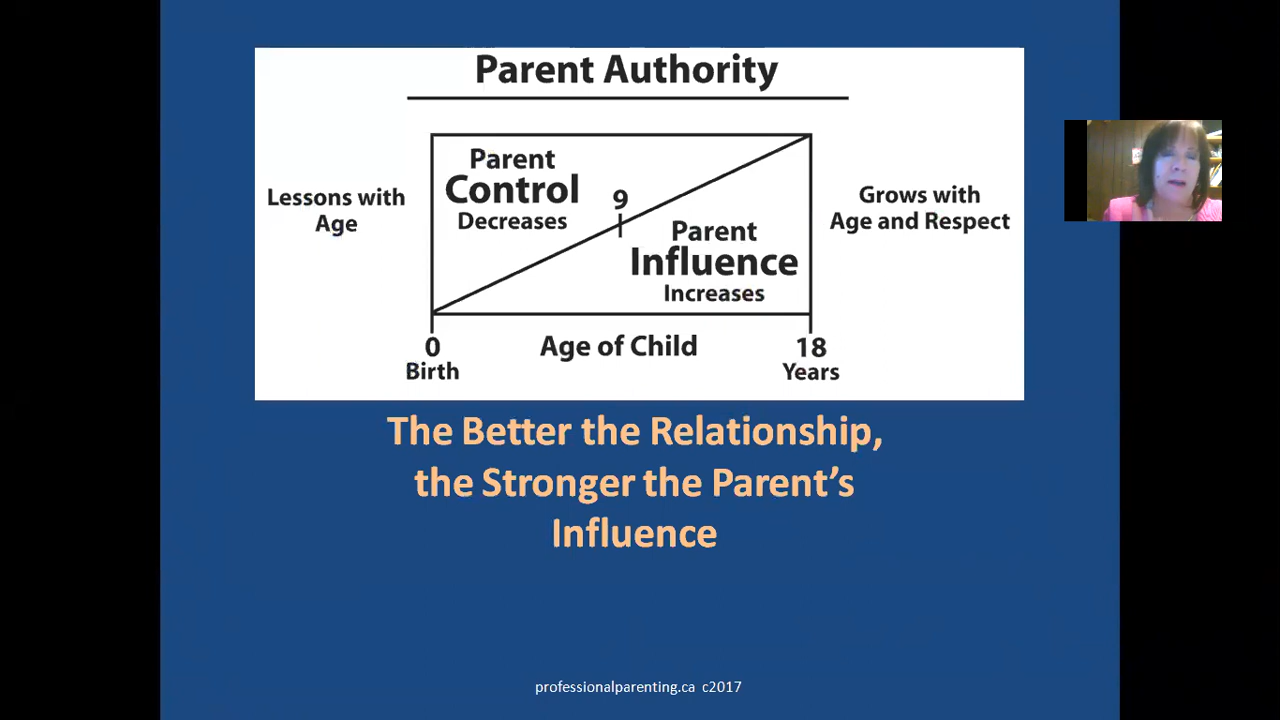 Parent Authority
Lessons with
Age
Parent
Control
Decreases
9
Parent
Influence
Increases
Grows with
Age and Respect
0
Birth
Age of Child
18
Years
The Better the Relationship,
the Stronger the Parent’s
Influence
professionalparenting.ca c2017